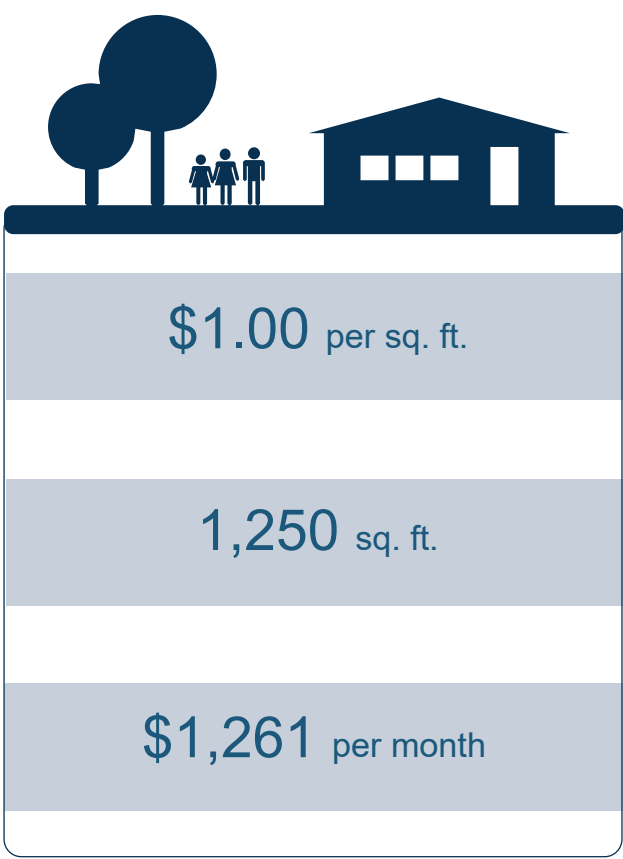 $1.00 per sq. ft.
1,250 sq. ft.
$1,261 per month